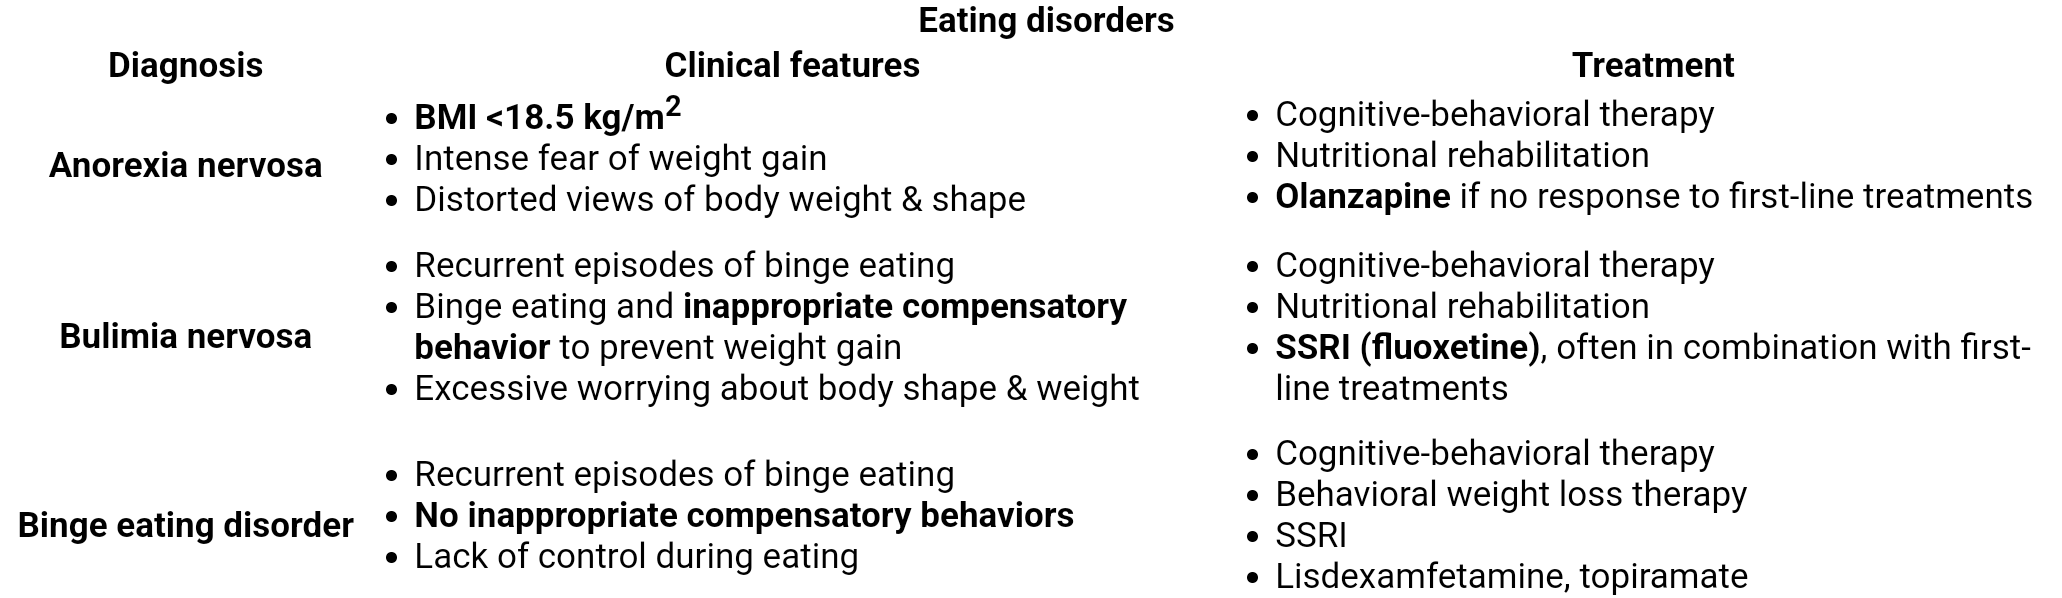 Eating disorders
Diagnosis
Clinical features
Treatment
Anorexia nervosa
• BMI <18.5 kg/m²
• Intense fear of weight gain
• Distorted views of body weight & shape
• Cognitive-behavioral therapy
• Nutritional rehabilitation
• Olanzapine if no response to first-line treatments
Bulimia nervosa
• Recurrent episodes of binge eating
• Binge eating and inappropriate compensatory
behavior to prevent weight gain
• Excessive worrying about body shape & weight
• Cognitive-behavioral therapy
• Nutritional rehabilitation
• SSRI (fluoxetine), often in combination with first-
line treatments
Binge eating disorder
• Recurrent episodes of binge eating
• No inappropriate compensatory behaviors
• Lack of control during eating
• Cognitive-behavioral therapy
• Behavioral weight loss therapy
• SSRI
• Lisdexamfetamine, topiramate